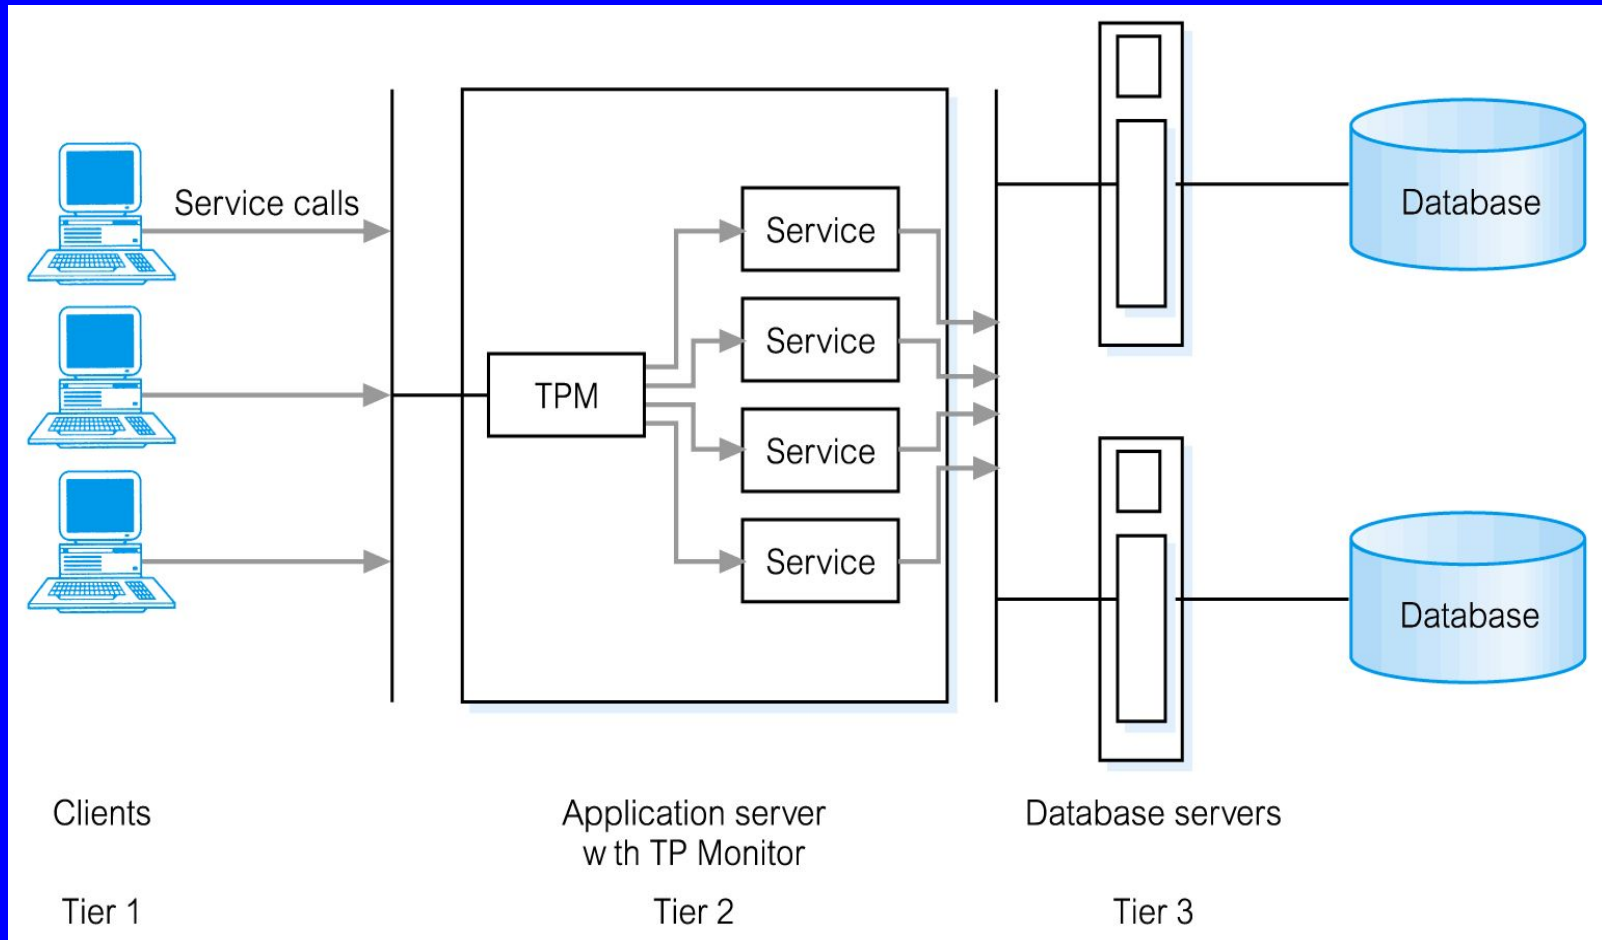 Service calls
Service
Service
Service
Service
TPM
Database
Database
Clients
Application server
w th TP Monitor
Database servers
Tier 1
Tier 2
Tier 3